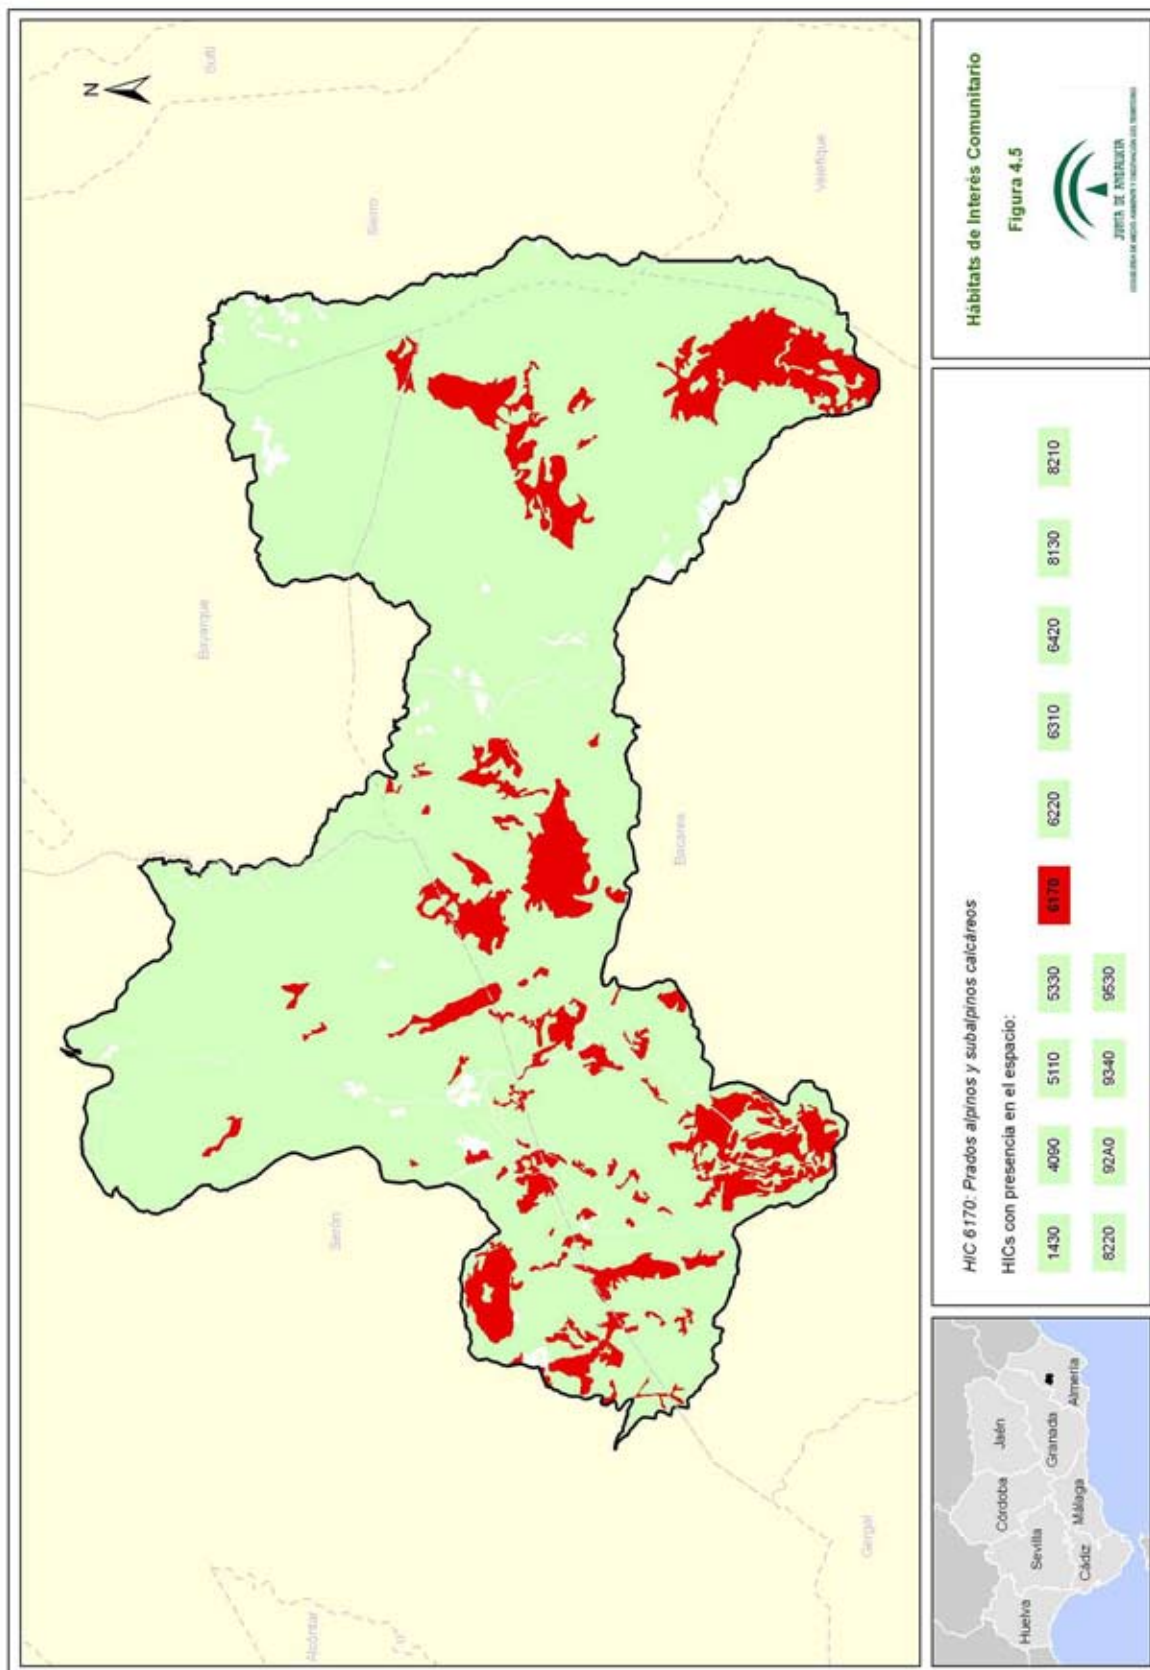 N
Sufli
Sierro
Velefique
Bayarque
Bacares
Serón
Gergal
Alcóntar
Huelva
Sevilla
Córdoba
Jaén
Cádiz
Málaga
Granada
Almería
HIC 6170: Prados alpinos y subalpinos calcáreos
HICs con presencia en el espacio:
1430 4090 5110 5330 6170 6220 6310 6420 8130 8210
8220 92A0 9340 9530
Hábitats de Interés Comunitario
Figura 4.5
JUNTA DE ANDALUCIA